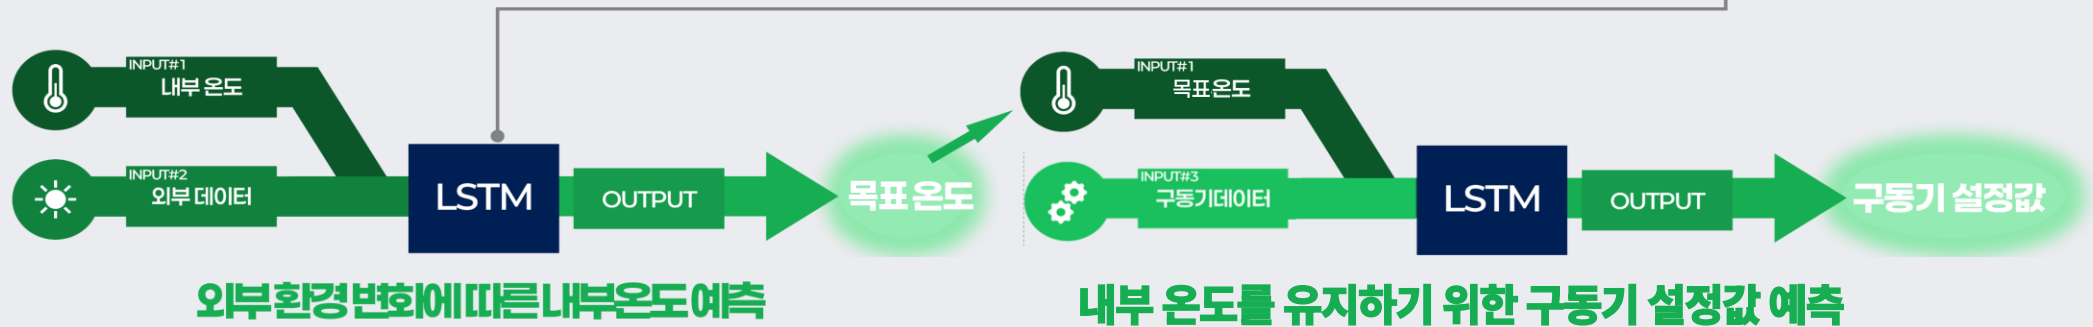 INPUT#1
내부 온도
INPUT#2
외부 데이터
LSTM
OUTPUT
목표 온도
외부 환경 변화에 따른 내부온도 예측
INPUT#1
목표 온도
INPUT#3
구동기데이터
LSTM
OUTPUT
구동기 설정값
내부 온도를 유지하기 위한 구동기 설정값 예측